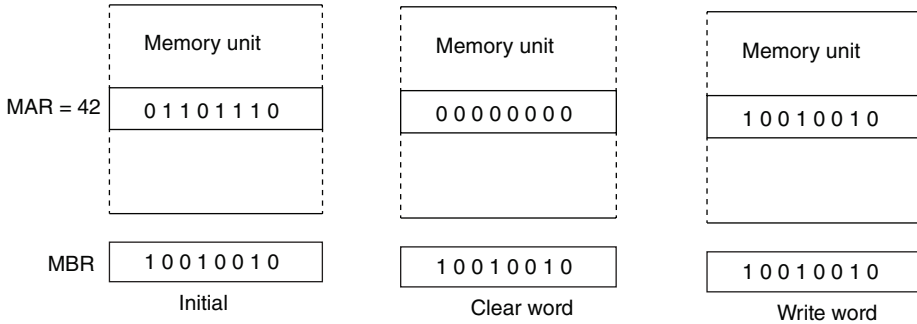 Memory unit
Memory unit
Memory unit
MAR = 42
0 1 1 0 1 1 1 0
0 0 0 0 0 0 0 0
1 0 0 1 0 0 1 0
MBR
1 0 0 1 0 0 1 0
1 0 0 1 0 0 1 0
1 0 0 1 0 0 1 0
Initial
Clear word
Write word